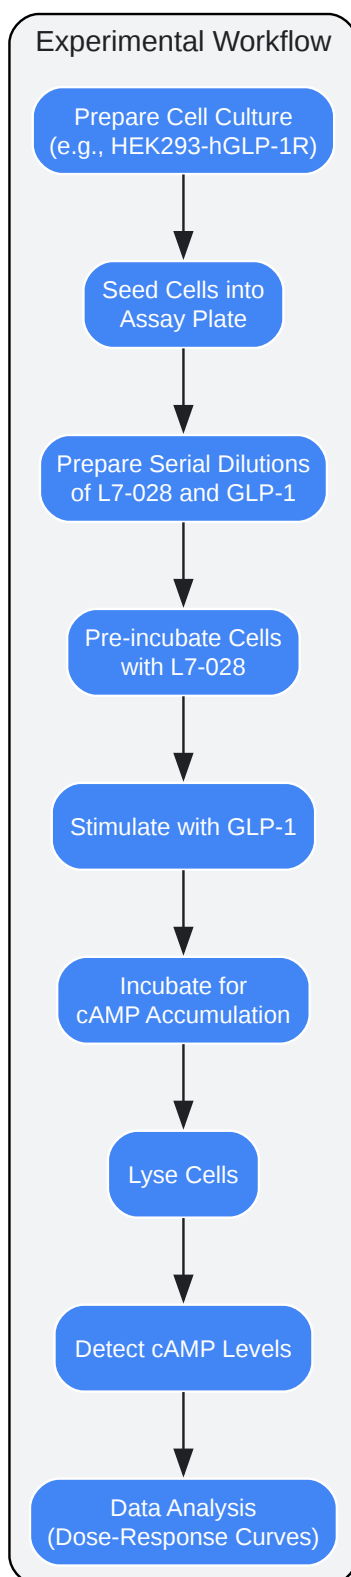 Experimental Workflow
Prepare Cell Culture
(e.g., HEK293-hGLP-1R)
Seed Cells into
Assay Plate
Prepare Serial Dilutions
of L7-028 and GLP-1
Pre-incubate Cells
with L7-028
Stimulate with GLP-1
Incubate for
cAMP Accumulation
Lyse Cells
Detect cAMP Levels
Data Analysis
(Dose-Response Curves)